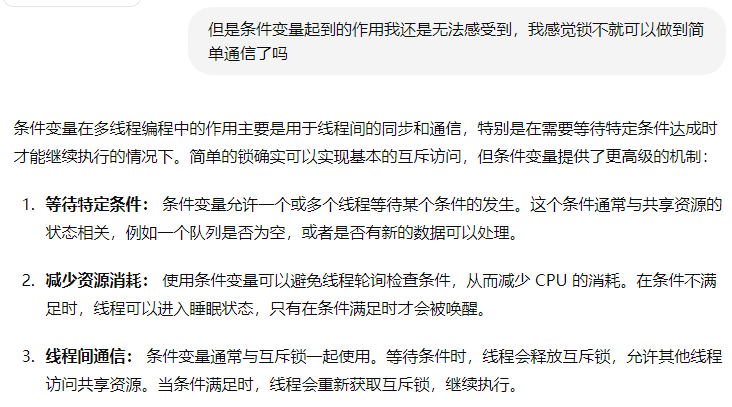 但是条件变量起到的作用我还是无法感受到，我感觉锁不就可以做到简
单通信了吗
条件变量在多线程编程中的作用主要是用于线程间的同步和通信，特别是在需要等待特定条件达成时
才能继续执行的情况下。简单的锁确实可以实现基本的互斥访问，但条件变量提供了更高级的机制：
1. 等待特定条件： 条件变量允许一个或多个线程等待某个条件的发生。这个条件通常与共享资源的
状态相关，例如一个队列是否为空，或者是否有新的数据可以处理。
2. 减少资源消耗： 使用条件变量可以避免线程轮询检查条件，从而减少 CPU 的消耗。在条件不满
足时，线程可以进入睡眠状态，只有在条件满足时才会被唤醒。
3. 线程间通信： 条件变量通常与互斥锁一起使用。等待条件时，线程会释放互斥锁，允许其他线程
访问共享资源。当条件满足时，线程会重新获取互斥锁，继续执行。